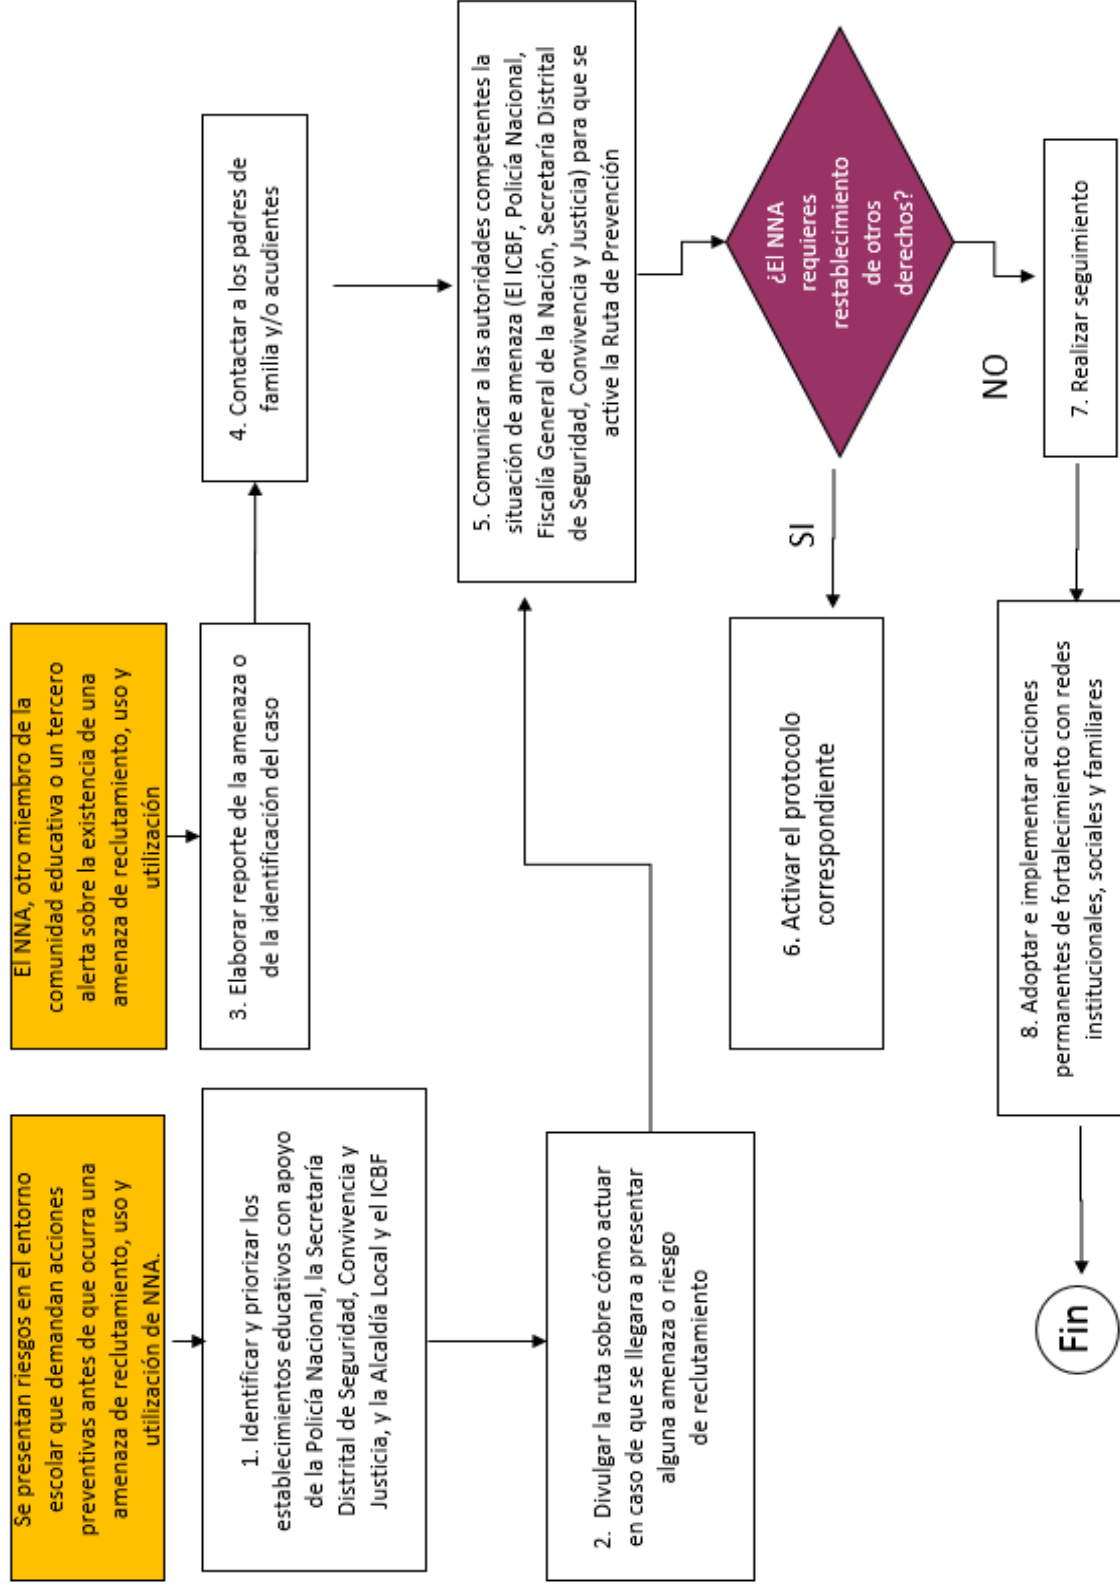 Se presentan riesgos en el entorno
escolar que demandan acciones
preventivas antes de que ocurra una
amenaza de reclutamiento, uso y
utilización de NNA.
1. Identificar y priorizar los
establecimientos educativos con apoyo
de la Policía Nacional, la Secretaría
Distrital de Seguridad, Convivencia y
Justicia, y la Alcaldía Local y el ICBF
2. Divulgar la ruta sobre cómo actuar
en caso de que se llegara a presentar
alguna amenaza o riesgo
de reclutamiento
El NNA, otro miembro de la
comunidad educativa o un tercero
alerta sobre la existencia de una
amenaza de reclutamiento, uso y
utilización
3. Elaborar reporte de la amenaza o
de la identificación del caso
4. Contactar a los padres de
familia y/o acudientes
5. Comunicar a las autoridades competentes la
situación de amenaza (El ICBF, Policía Nacional,
Fiscalía General de la Nación, Secretaría Distrital
de Seguridad, Convivencia y Justicia) para que se
active la Ruta de Prevención
¿El NNA
requieres
restablecimiento
de otros
derechos?
SI
6. Activar el protocolo
correspondiente
NO
7. Realizar seguimiento
8. Adoptar e implementar acciones
permanentes de fortalecimiento con redes
institucionales, sociales y familiares
Fin